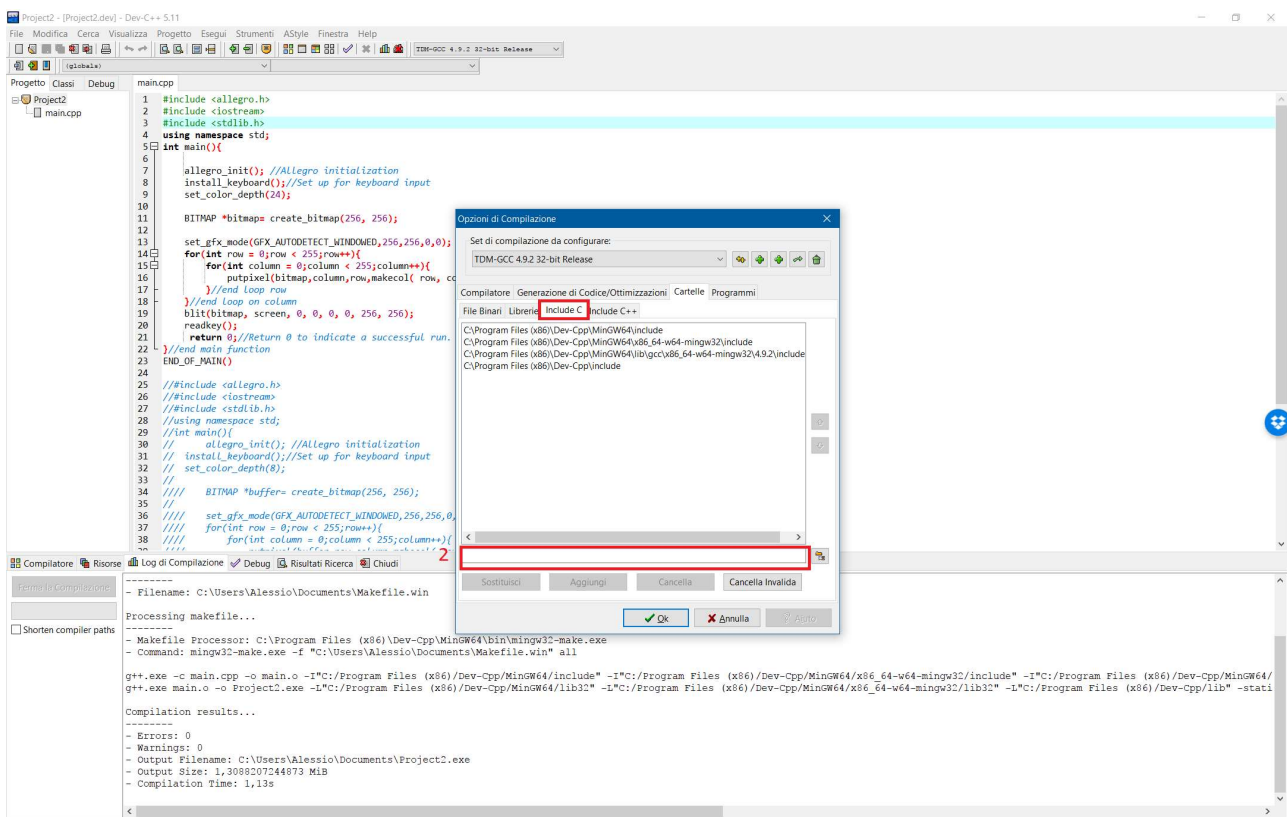 Project2 - [Project2.dev] - Dev-C++ 5.11
File Modifica Cerca Visualizza Progetto Esegui Strumenti AStyle Finestra Help
TDM-GCC 4.9.2 32-bit Release
(globals)
Progetto Classi Debug
main.cpp
Project2
main.cpp
1 #include <allegro.h>
2 #include <iostream>
3 #include <stdlib.h>
4 using namespace std;
5 int main(){
6
7 allegro_init(); //Allegro initialization
8 install_keyboard();//Set up for keyboard input
9 set_color_depth(24);
10
11 BITMAP *bitmap= create_bitmap(256, 256);
12
13 set_gfx_mode(GFX_AUTODETECT_WINDOWED,256,256,0,0);
14 for(int row = 0;row < 255;row++){
15 for(int column = 0;column < 255;column++){
16 putpixel(bitmap,column,row,makecol( row, co
17 }//end loop row
18 }//end loop on column
19 blit(bitmap, screen, 0, 0, 0, 0, 256, 256);
20 readkey();
21 return 0;//Return 0 to indicate a successful run.
22 }//end main function
23 END_OF_MAIN()
24
25 //#include <allegro.h>
26 //#include <iostream>
27 //#include <stdlib.h>
28 //using namespace std;
29 //int main(){
30 // allegro_init(); //Allegro initialization
31 // install_keyboard();//Set up for keyboard input
32 // set_color_depth(8);
33 //
34 //// BITMAP *buffer= create_bitmap(256, 256);
35 //
36 //// set_gfx_mode(GFX_AUTODETECT_WINDOWED,256,256,0,
37 //// for(int row = 0;row < 255;row++){
38 //// for(int column = 0;column < 255;column++){
Opzioni di Compilazione
Set di compilazione da configurare:
TDM-GCC 4.9.2 32-bit Release
Compilatore Generazione di Codice/Ottimizzazioni Cartelle Programmi
File Binari Librerie Include C Include C++
C:\Program Files (x86)\Dev-Cpp\MinGW64\include
C:\Program Files (x86)\Dev-Cpp\MinGW64\x86_64-w64-mingw32\include
C:\Program Files (x86)\Dev-Cpp\MinGW64\lib\gcc\x86_64-w64-mingw32\4.9.2\include
C:\Program Files (x86)\Dev-Cpp\include
2
Sostituisci Aggiungi Cancella Cancella Invalida
Ok Annulla Aiuto
Compilatore Risorse Log di Compilazione Debug Risultati Ricerca Chiudi
Ferma la Compilazione
Shorten compiler paths
--------
- Filename: C:\Users\Alessio\Documents\Makefile.win
Processing makefile...
--------
- Makefile Processor: C:\Program Files (x86)\Dev-Cpp\MinGW64\bin\mingw32-make.exe
- Command: mingw32-make.exe -f "C:\Users\Alessio\Documents\Makefile.win" all
g++.exe -c main.cpp -o main.o -I"C:/Program Files (x86)/Dev-Cpp/MinGW64/include" -I"C:/Program Files (x86)/Dev-Cpp/MinGW64/x86_64-w64-mingw32/include" -I"C:/Program Files (x86)/Dev-Cpp/MinGW64/
g++.exe main.o -o Project2.exe -L"C:/Program Files (x86)/Dev-Cpp/MinGW64/lib32" -L"C:/Program Files (x86)/Dev-Cpp/MinGW64/x86_64-w64-mingw32/lib32" -L"C:/Program Files (x86)/Dev-Cpp/lib" -stati
Compilation results...
--------
- Errors: 0
- Warnings: 0
- Output Filename: C:\Users\Alessio\Documents\Project2.exe
- Output Size: 1,3088207244873 MiB
- Compilation Time: 1,13s